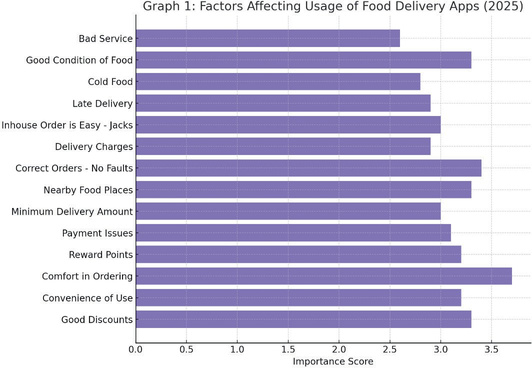 Graph 1: Factors Affecting Usage of Food Delivery Apps (2025)
Bad Service
Good Condition of Food
Cold Food
Late Delivery
Inhouse Order is Easy - Jacks
Delivery Charges
Correct Orders - No Faults
Nearby Food Places
Minimum Delivery Amount
Payment Issues
Reward Points
Comfort in Ordering
Convenience of Use
Good Discounts
0.0 0.5 1.0 1.5 2.0 2.5 3.0 3.5
Importance Score